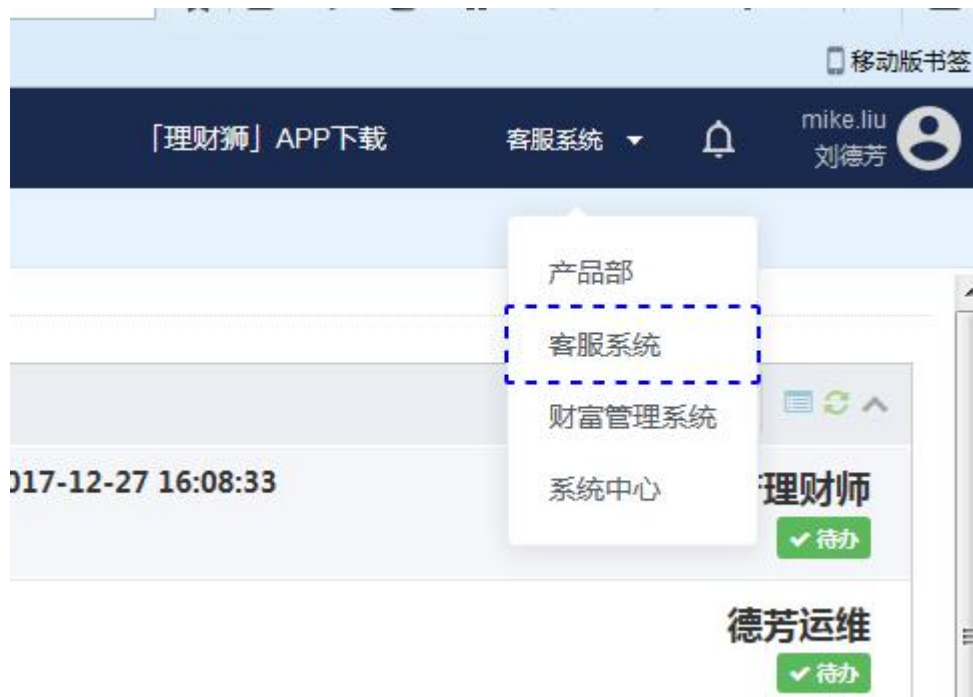 移动版书签
「理财狮」APP下载
客服系统
mike.liu
刘德芳
产品部
客服系统
财富管理系统
系统中心
017-12-27 16:08:33
理财师
待办
德芳运维
待办